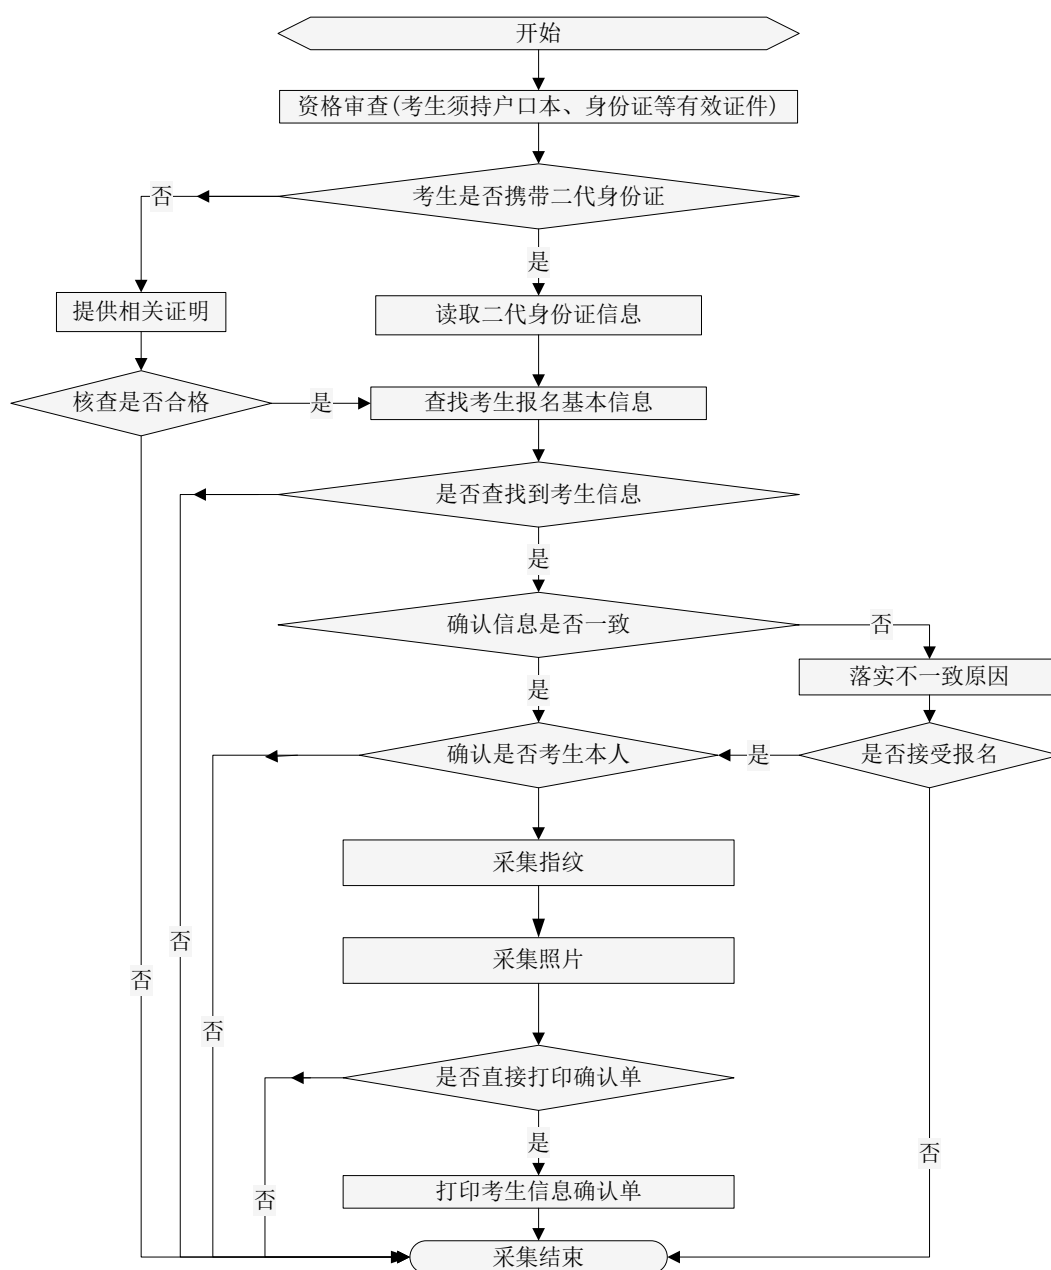 开始
资格审查(考生须持户口本、身份证等有效证件)
考生是否携带二代身份证
否
是
提供相关证明
读取二代身份证信息
核查是否合格
是
查找考生报名基本信息
是否查找到考生信息
是
确认信息是否一致
否
落实不一致原因
是
确认是否考生本人
是
是否接受报名
采集指纹
否
采集照片
否
否
是否直接打印确认单
是
否
否
打印考生信息确认单
采集结束